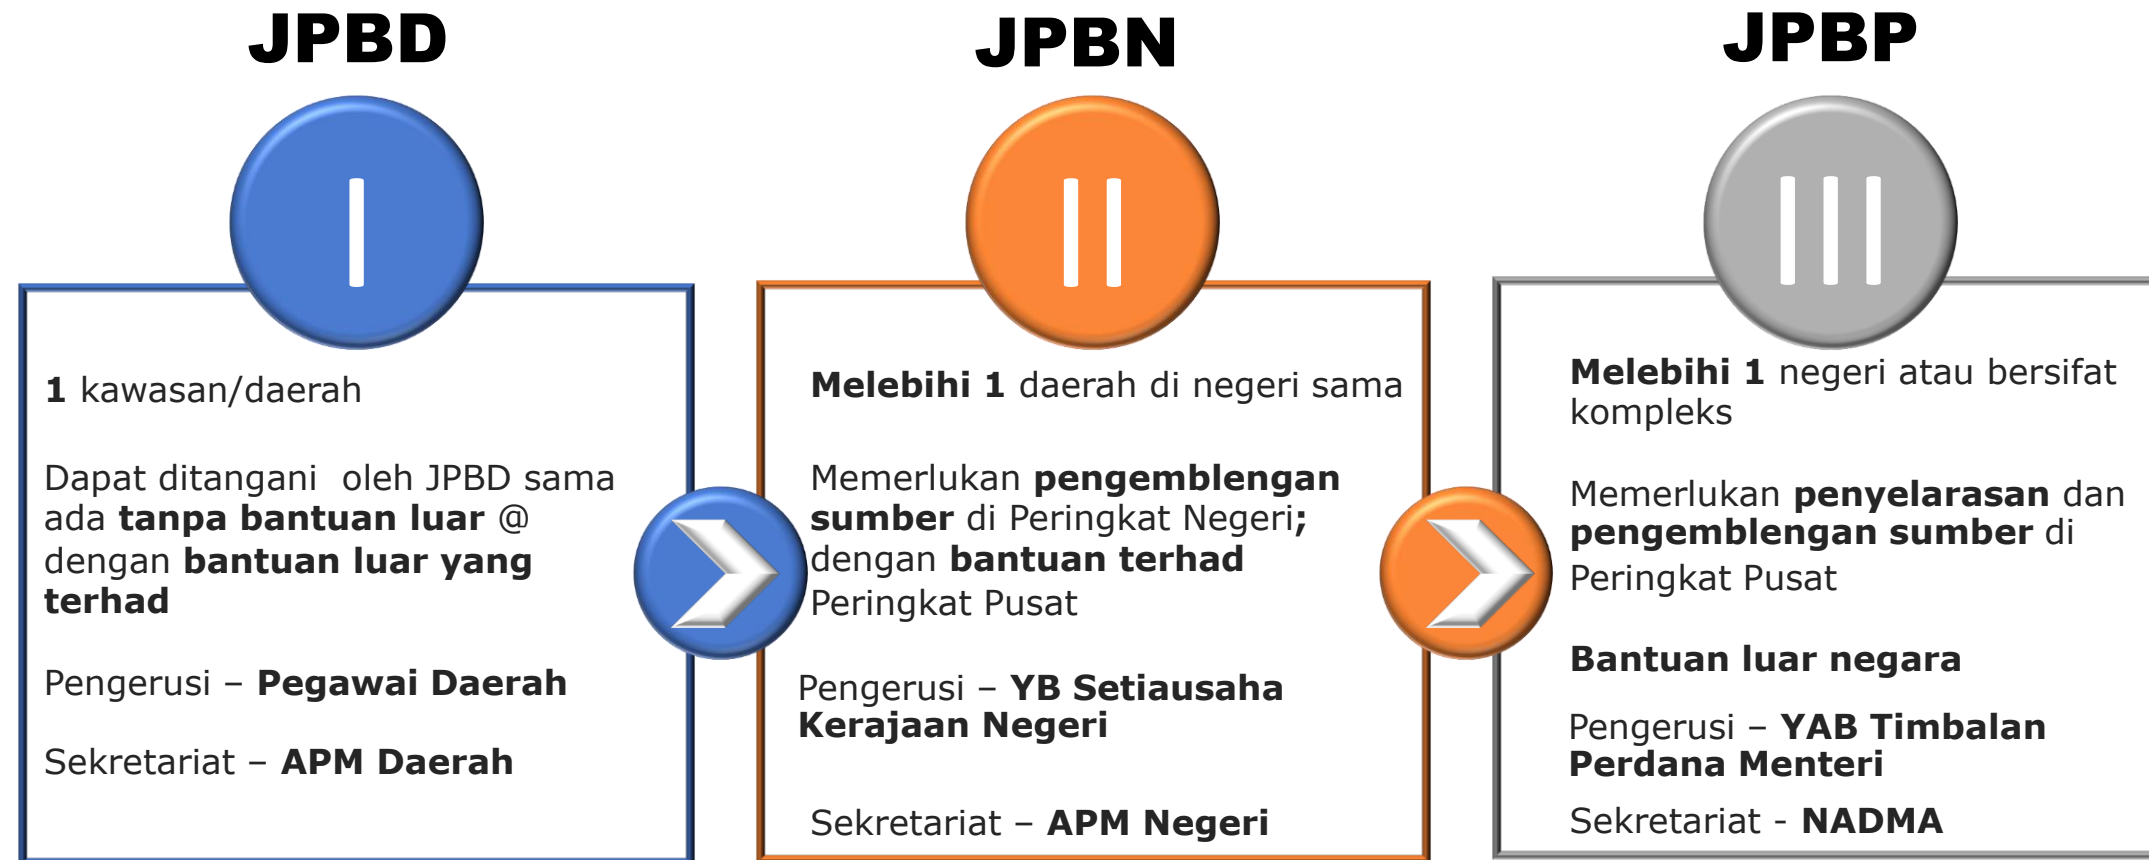 JPBD
I
1 kawasan/daerah
Dapat ditangani oleh JPBD sama
ada tanpa bantuan luar @
dengan bantuan luar yang
terhad
Pengerusi – Pegawai Daerah
Sekretariat – APM Daerah
JPBN
II
Melebihi 1 daerah di negeri sama
Memerlukan pengemblengan
sumber di Peringkat Negeri;
dengan bantuan terhad
Peringkat Pusat
Pengerusi – YB Setiausaha
Kerajaan Negeri
Sekretariat – APM Negeri
JPBP
III
Melebihi 1 negeri atau bersifat
kompleks
Memerlukan penyelarasan dan
pengemblengan sumber di
Peringkat Pusat
Bantuan luar negara
Pengerusi – YAB Timbalan
Perdana Menteri
Sekretariat - NADMA